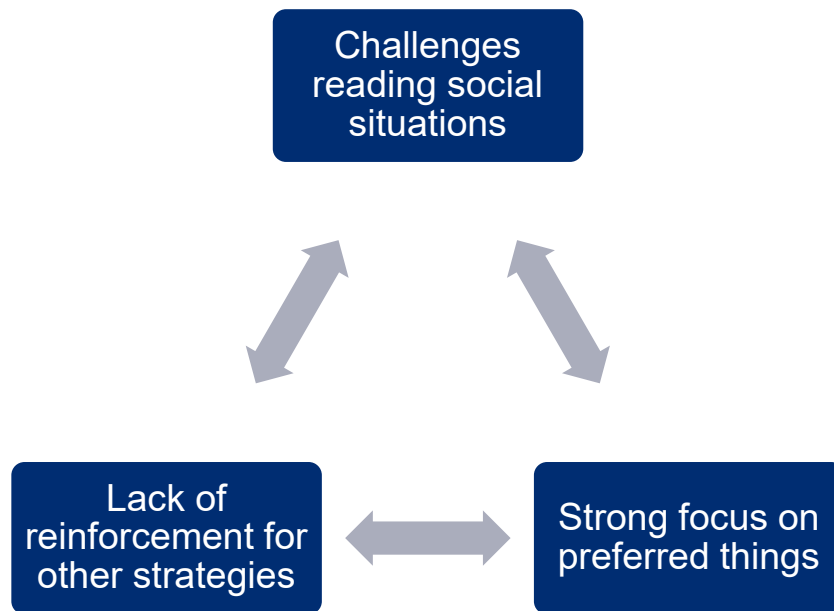 Challenges
reading social
situations
Lack of
reinforcement for
other strategies
Strong focus on
preferred things